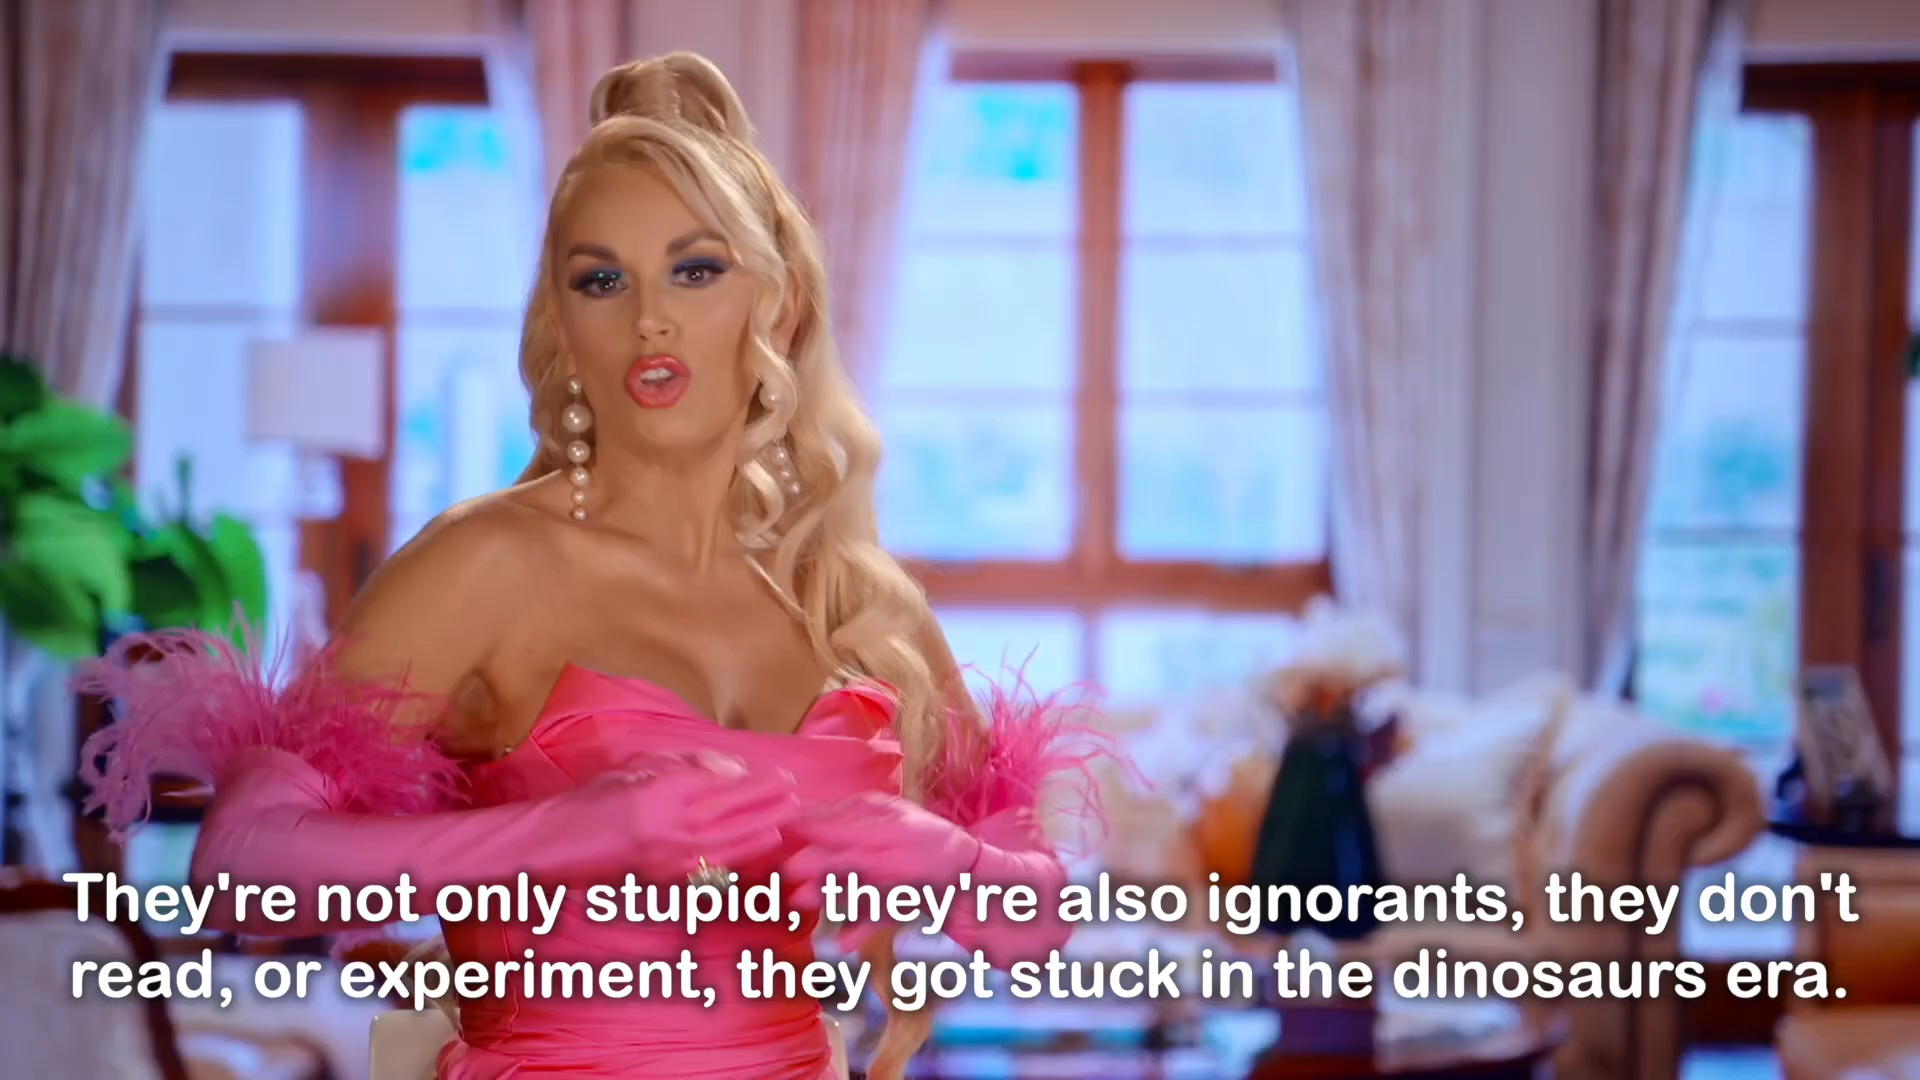 They're not only stupid, they're also ignorants, they don't
read, or experiment, they got stuck in the dinosaurs era.